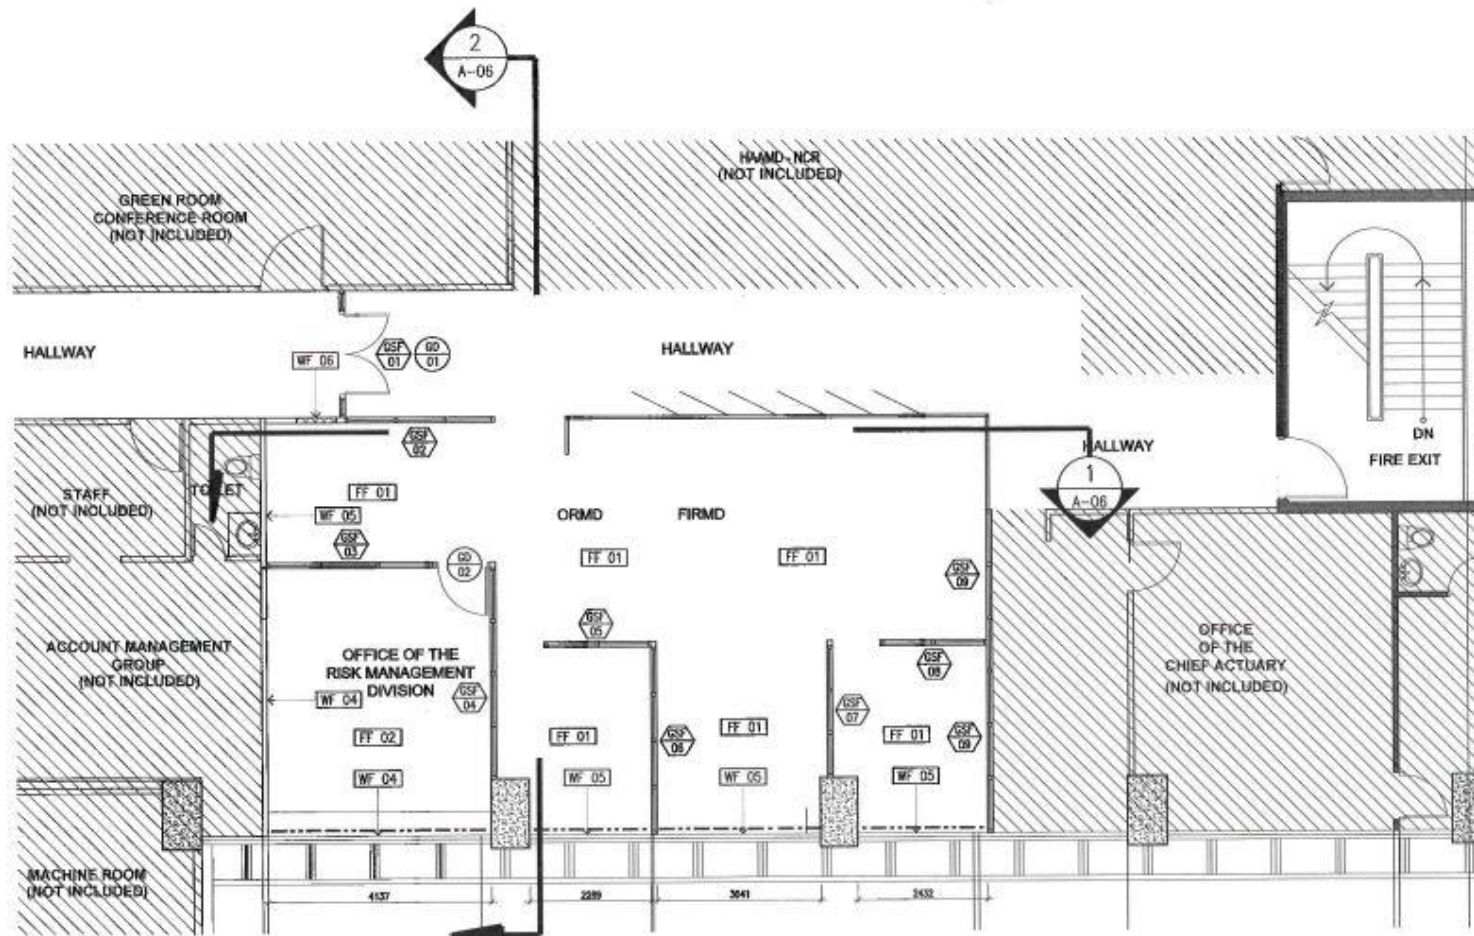 2
A-06
HAAMD-NCR
(NOT INCLUDED)
GREEN ROOM
CONFERENCE ROOM
(NOT INCLUDED)
HALLWAY
WF 06
GSF
01
GD
01
HALLWAY
GSF
02
HALLWAY
1
A-06
DN
FIRE EXIT
STAFF
(NOT INCLUDED)
TOILET
FF 01
WF 05
GSF
03
ORMD
FIRMD
GD
02
FF 01
FF 01
GSF
09
GSF
05
ACCOUNT MANAGEMENT
GROUP
(NOT INCLUDED)
OFFICE OF THE
RISK MANAGEMENT
DIVISION
GSF
04
WF 04
FF 02
WF 04
FF 01
WF 05
GSF
06
FF 01
WF 05
GSF
07
GSF
08
FF 01
GSF
09
WF 05
OFFICE
OF THE
CHIEF ACTUARY
(NOT INCLUDED)
MACHINE ROOM
(NOT INCLUDED)
4137
2289
3041
2432